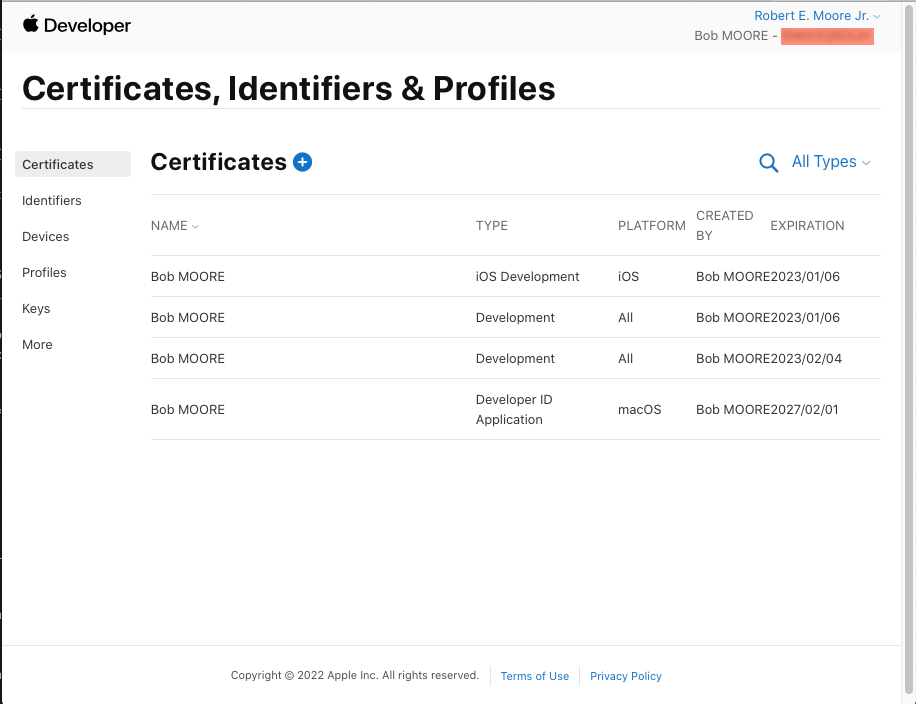 Developer
Robert E. Moore Jr.
Bob MOORE -
Certificates, Identifiers & Profiles
Certificates
Identifiers
Devices
Profiles
Keys
More
Certificates
All Types
NAME TYPE PLATFORM CREATED BY EXPIRATION
Bob MOORE iOS Development iOS Bob MOORE 2023/01/06
Bob MOORE Development All Bob MOORE 2023/01/06
Bob MOORE Development All Bob MOORE 2023/02/04
Bob MOORE Developer ID Application macOS Bob MOORE 2027/02/01
Copyright © 2022 Apple Inc. All rights reserved. Terms of Use Privacy Policy